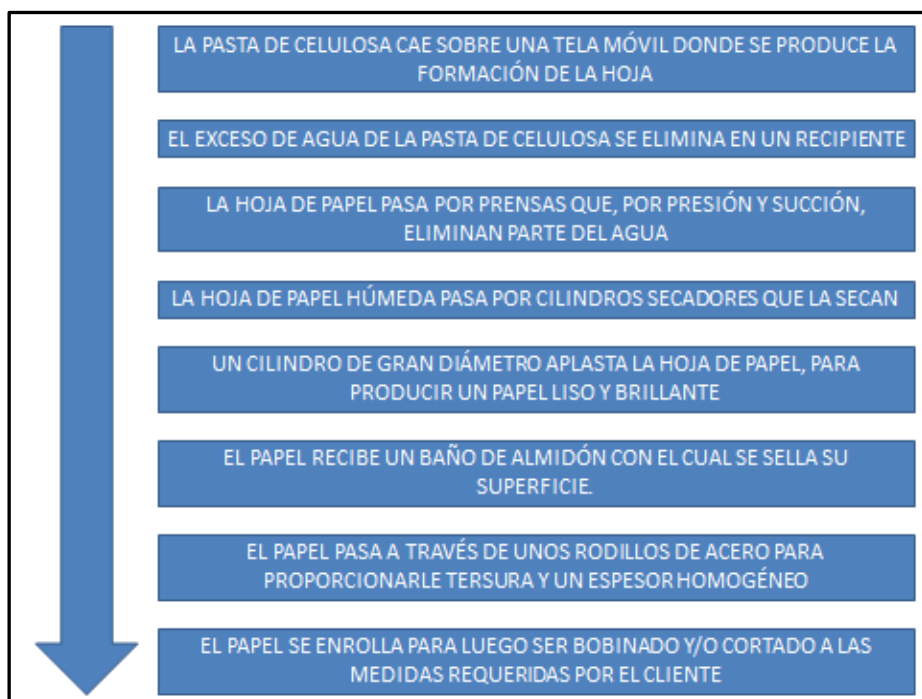 LA PASTA DE CELULOSA CAE SOBRE UNA TELA MÓVIL DONDE SE PRODUCE LA
FORMACIÓN DE LA HOJA
EL EXCESO DE AGUA DE LA PASTA DE CELULOSA SE ELIMINA EN UN RECIPIENTE
LA HOJA DE PAPEL PASA POR PRENSAS QUE, POR PRESIÓN Y SUCCIÓN,
ELIMINAN PARTE DEL AGUA
LA HOJA DE PAPEL HÚMEDA PASA POR CILINDROS SECADORES QUE LA SECAN
UN CILINDRO DE GRAN DIÁMETRO APLASTA LA HOJA DE PAPEL, PARA
PRODUCIR UN PAPEL LISO Y BRILLANTE
EL PAPEL RECIBE UN BAÑO DE ALMIDÓN CON EL CUAL SE SELLA SU
SUPERFICIE.
EL PAPEL PASA A TRAVÉS DE UNOS RODILLOS DE ACERO PARA
PROPORCIONARLE TERSURA Y UN ESPESOR HOMOGÉNEO
EL PAPEL SE ENROLLA PARA LUEGO SER BOBINADO Y/O CORTADO A LAS
MEDIDAS REQUERIDAS POR EL CLIENTE